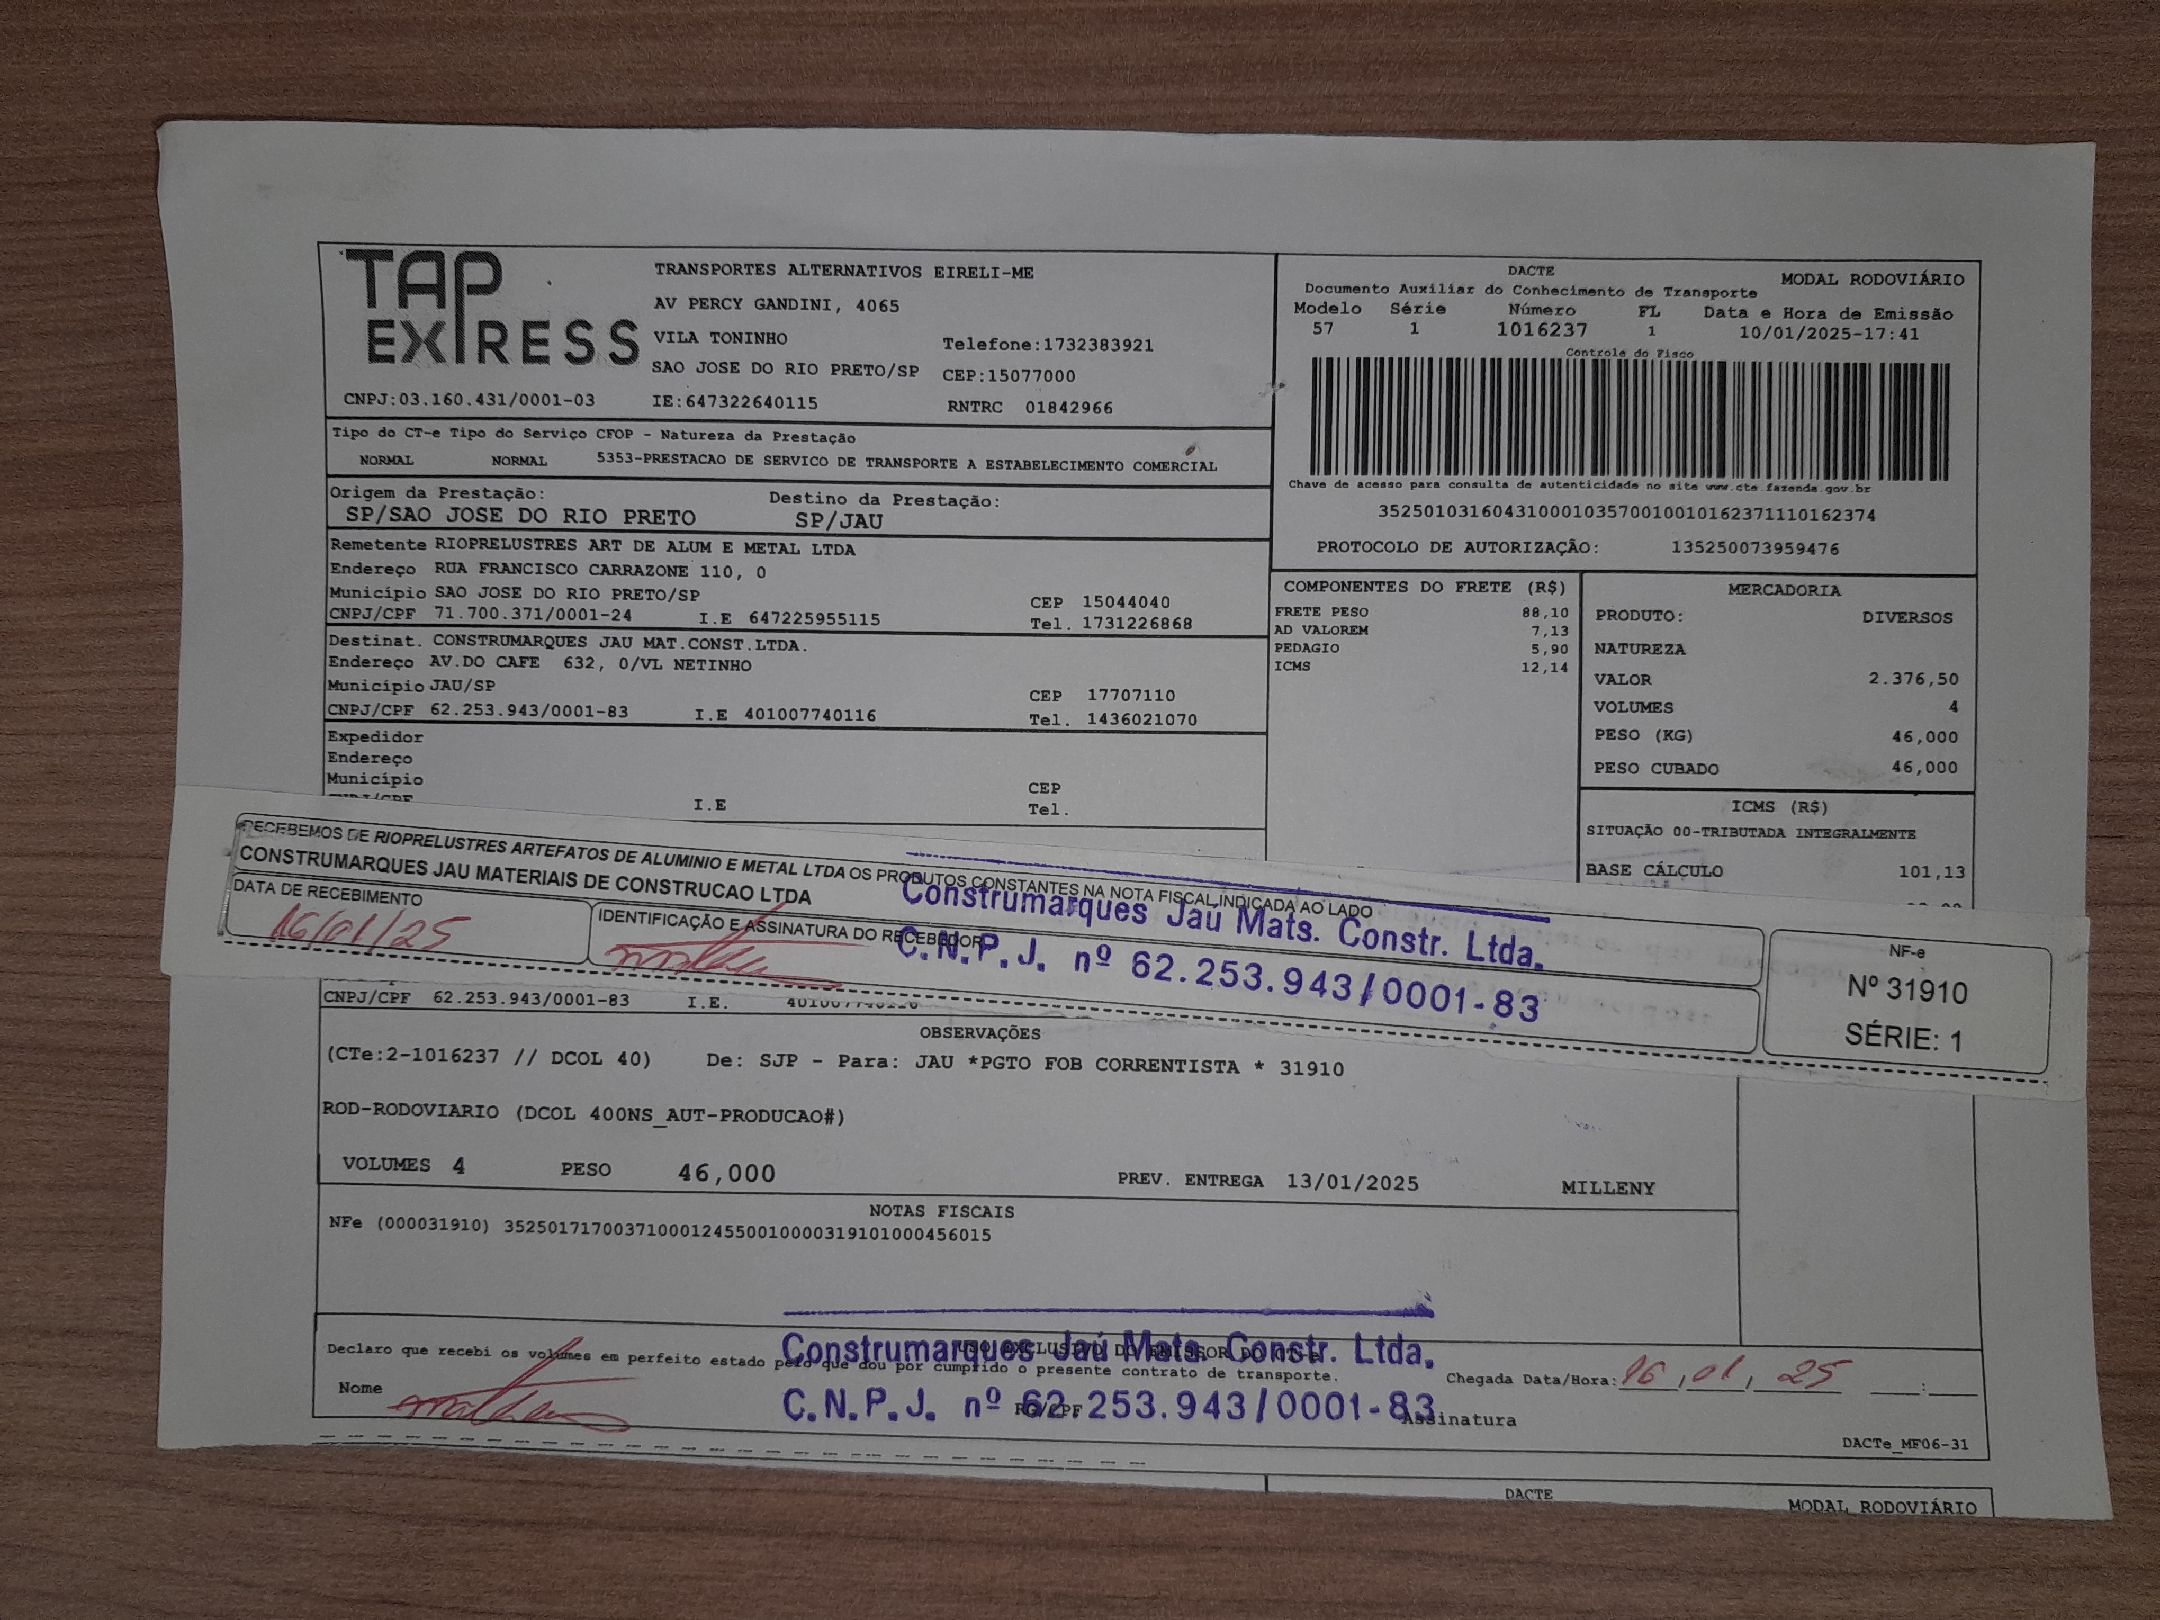 TAP EXPRESS
TRANSPORTES ALTERNATIVOS EIRELI-ME
AV PERCY GANDINI, 4065
VILA TONINHO
Telefone:1732383921
SAO JOSE DO RIO PRETO/SP
CEP:15077000
CNPJ:03.160.431/0001-03
IE:647322640115
RNTRC 01842966
DACTE
MODAL RODOVIÁRIO
Documento Auxiliar do Conhecimento de Transporte
Modelo Série Número FL Data e Hora de Emissão
57 1 1016237 1 10/01/2025-17:41
Controle do Fisco
Chave de acesso para consulta de autenticidade no site www.cte.fazenda.gov.br
35250103160431000103570010010162371110162374
PROTOCOLO DE AUTORIZAÇÃO: 135250073959476
Tipo do CT-e Tipo do Serviço CFOP - Natureza da Prestação
NORMAL NORMAL 5353-PRESTACAO DE SERVICO DE TRANSPORTE A ESTABELECIMENTO COMERCIAL
Origem da Prestação: Destino da Prestação:
SP/SAO JOSE DO RIO PRETO SP/JAU
Remetente RIOPRELUSTRES ART DE ALUM E METAL LTDA
Endereço RUA FRANCISCO CARRAZONE 110, 0
Município SAO JOSE DO RIO PRETO/SP CEP 15044040
CNPJ/CPF 71.700.371/0001-24 I.E 647225955115 Tel. 1731226868
Destinat. CONSTRUMARQUES JAU MAT.CONST.LTDA.
Endereço AV.DO CAFE 632, 0/VL NETINHO
Município JAU/SP CEP 17707110
CNPJ/CPF 62.253.943/0001-83 I.E 401007740116 Tel. 1436021070
Expedidor
Endereço
Município CEP
CNPJ/CPF I.E Tel.
COMPONENTES DO FRETE (R$)
FRETE PESO 88,10
AD VALOREM 7,13
PEDAGIO 5,90
ICMS 12,14
MERCADORIA
PRODUTO: DIVERSOS
NATUREZA
VALOR 2.376,50
VOLUMES 4
PESO (KG) 46,000
PESO CUBADO 46,000
ICMS (R$)
SITUAÇÃO 00-TRIBUTADA INTEGRALMENTE
BASE CÁLCULO 101,13
RECEBEMOS DE RIOPRELUSTRES ARTEFATOS DE ALUMINIO E METAL LTDA OS PRODUTOS CONSTANTES NA NOTA FISCAL INDICADA AO LADO
CONSTRUMARQUES JAU MATERIAIS DE CONSTRUCAO LTDA
DATA DE RECEBIMENTO
16/01/25
IDENTIFICAÇÃO E ASSINATURA DO RECEBEDOR
Construmarques Jaú Mats. Constr. Ltda.
C.N.P.J. nº 62.253.943/0001-83
NF-e
Nº 31910
SÉRIE: 1
CNPJ/CPF 62.253.943/0001-83 I.E.
OBSERVAÇÕES
(CTe:2-1016237 // DCOL 40) De: SJP - Para: JAU *PGTO FOB CORRENTISTA * 31910
ROD-RODOVIARIO (DCOL 400NS_AUT-PRODUCAO#)
VOLUMES 4 PESO 46,000 PREV. ENTREGA 13/01/2025 MILLENY
NOTAS FISCAIS
NFe (000031910) 35250171700371000124550010000319101000456015
USO EXCLUSIVO DO EMISSOR DO CT-e
Declaro que recebi os volumes em perfeito estado pelo que dou por cumprido o presente contrato de transporte.
Chegada Data/Hora: 16,01,25 :
Nome RG/CPF Assinatura
Construmarques Jaú Mats. Constr. Ltda.
C.N.P.J. nº 62.253.943/0001-83
DACTe_MF06-31
DACTE
MODAL RODOVIÁRIO